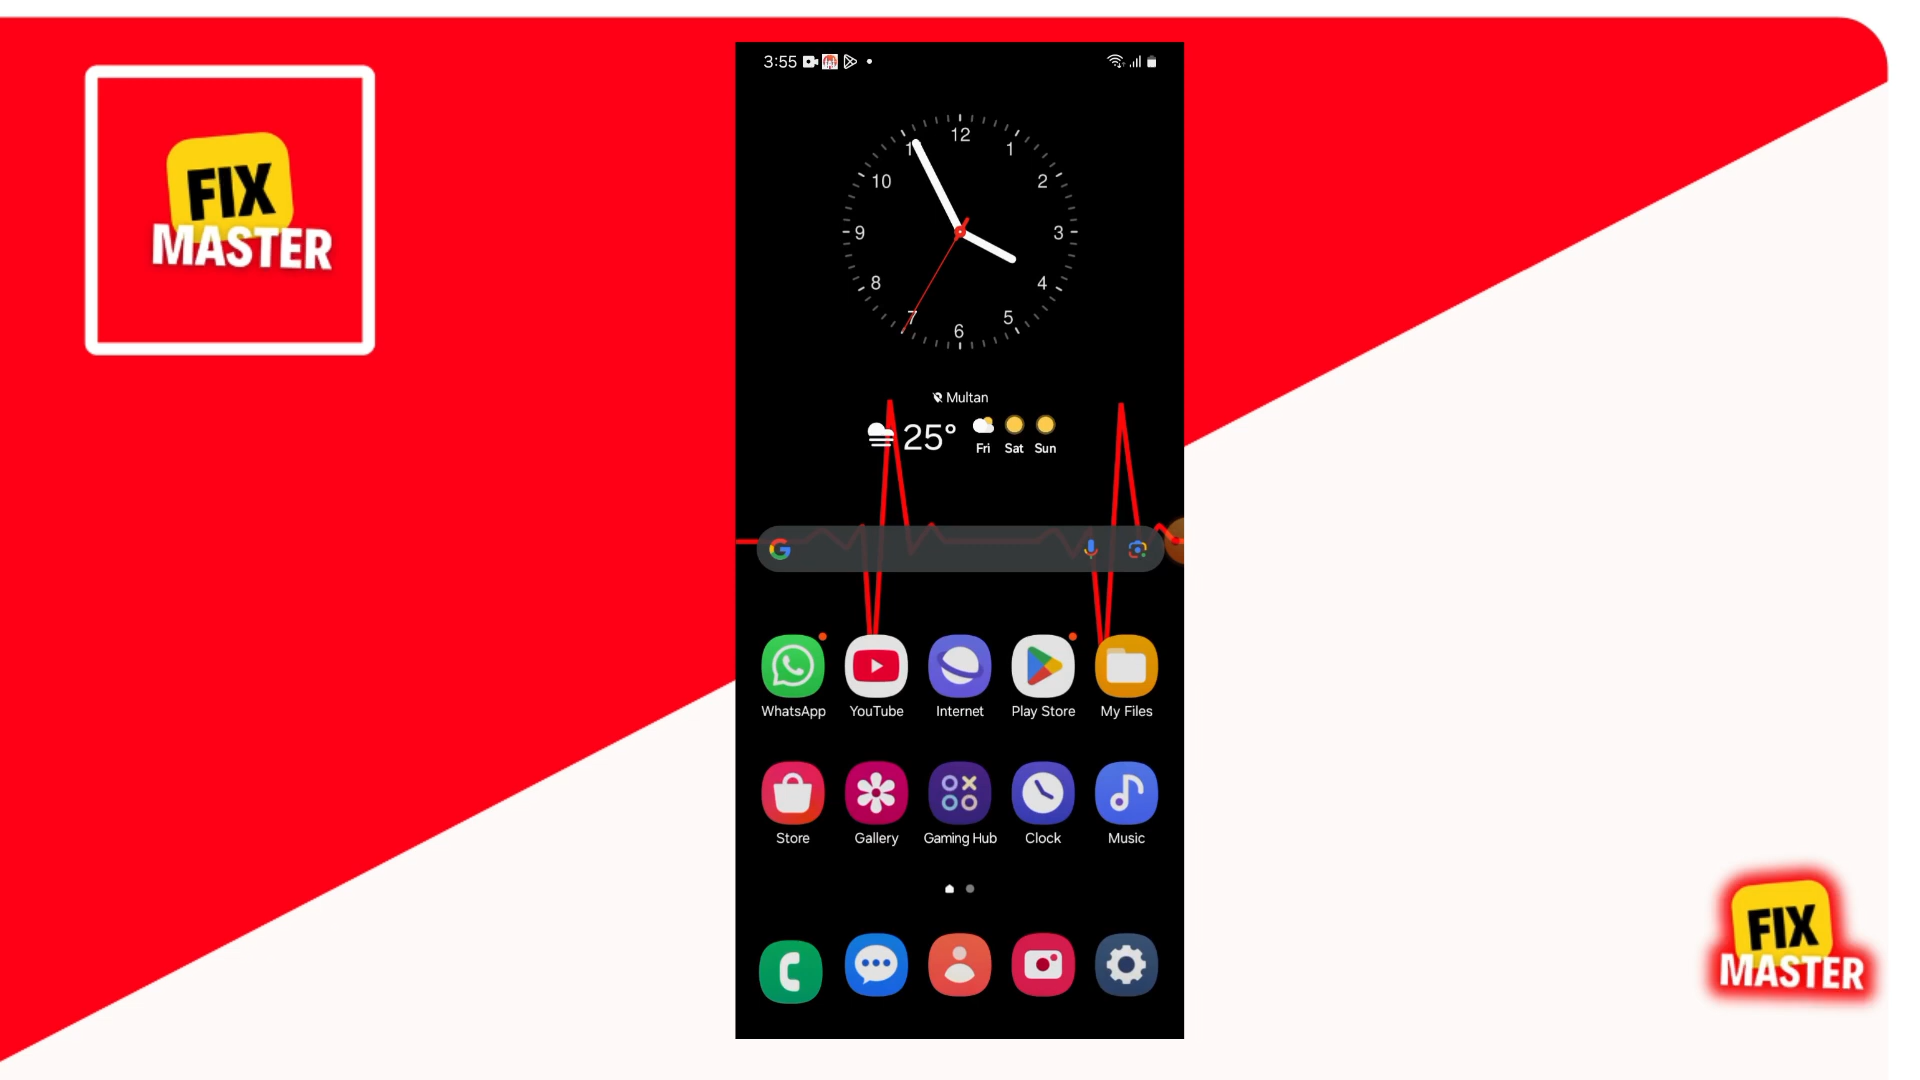 FIX
MASTER
3:55
12
1
2
3
4
5
6
7
8
9
10
1
Multan
25°
Fri Sat Sun
WhatsApp YouTube Internet Play Store My Files
Store Gallery Gaming Hub Clock Music
FIX
MASTER